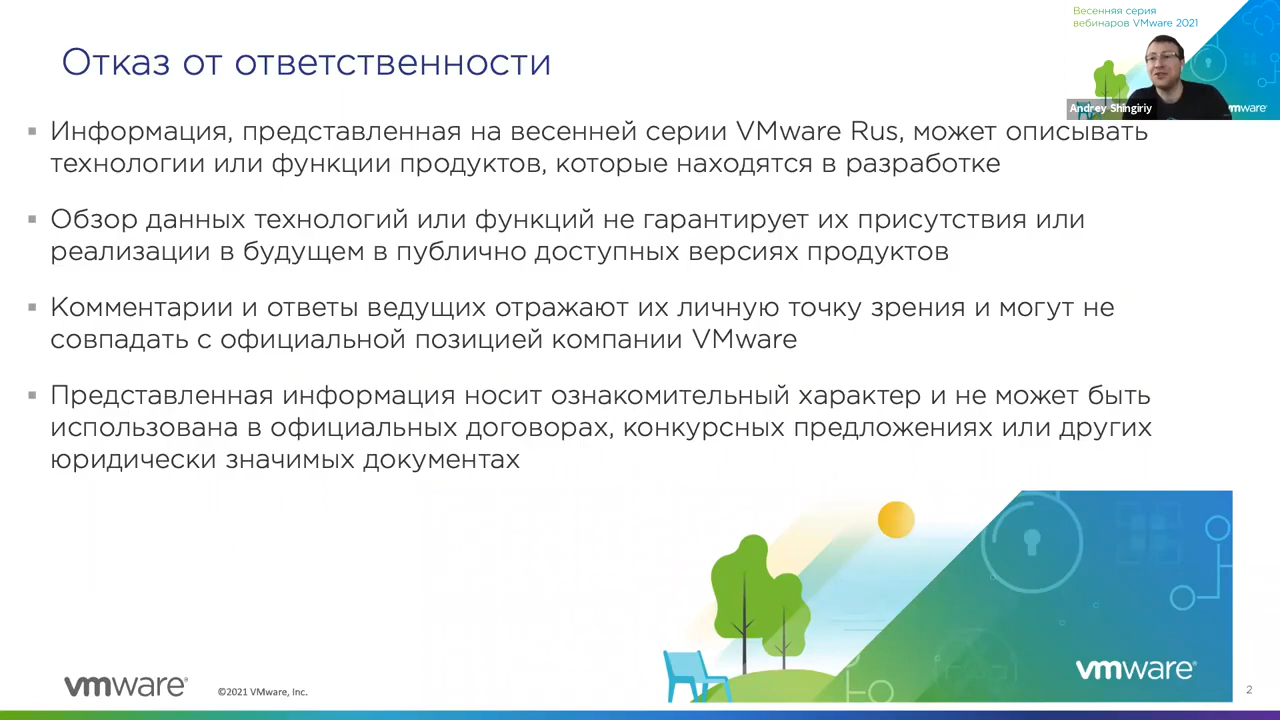 Весенняя серия
вебинаров VMware 2021
Andrey Shingiriy
vmware
Отказ от ответственности
Информация, представленная на весенней серии VMware Rus, может описывать
технологии или функции продуктов, которые находятся в разработке
Обзор данных технологий или функций не гарантирует их присутствия или
реализации в будущем в публично доступных версиях продуктов
Комментарии и ответы ведущих отражают их личную точку зрения и могут не
совпадать с официальной позицией компании VMware
Представленная информация носит ознакомительный характер и не может быть
использована в официальных договорах, конкурсных предложениях или других
юридически значимых документах
vmware®
vmware®
©2021 VMware, Inc.
2